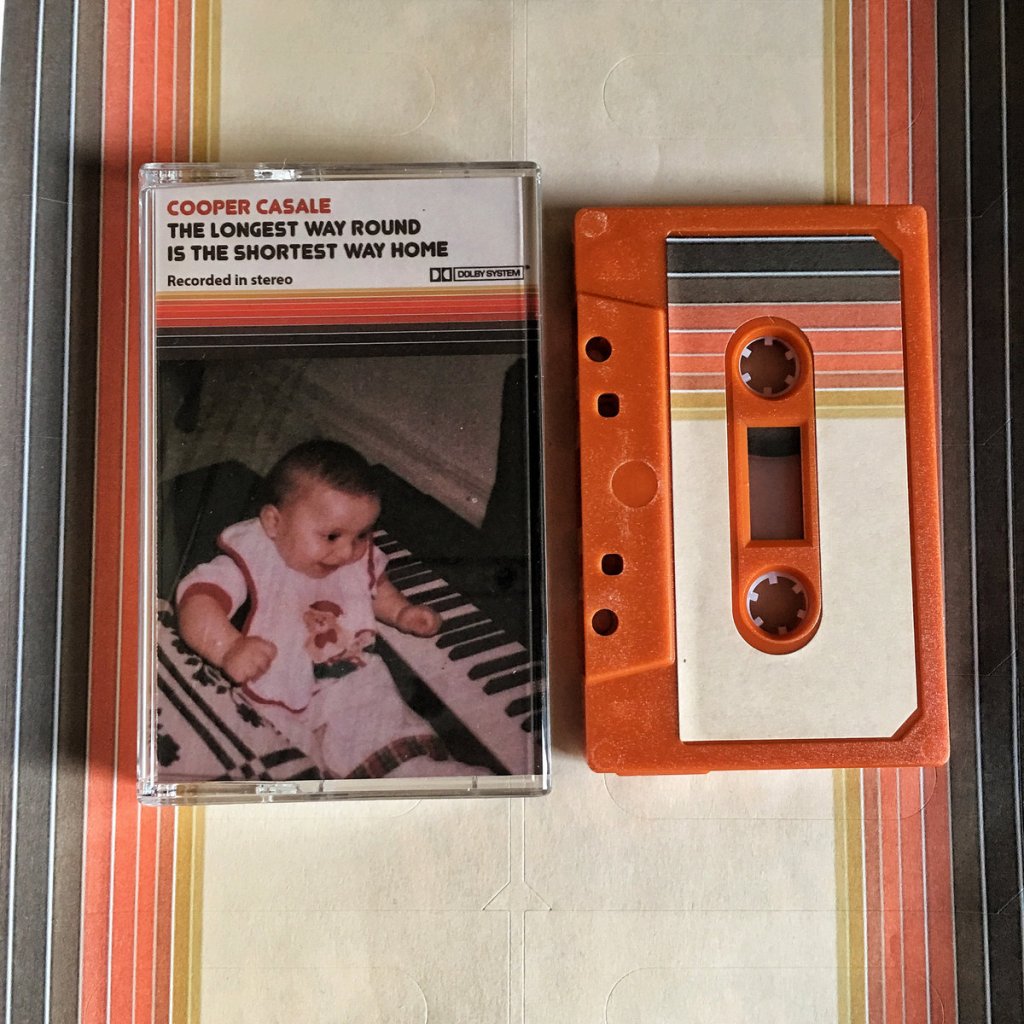 COOPER CASALE
THE LONGEST WAY ROUND
IS THE SHORTEST WAY HOME
Recorded in stereo
DOLBY SYSTEM